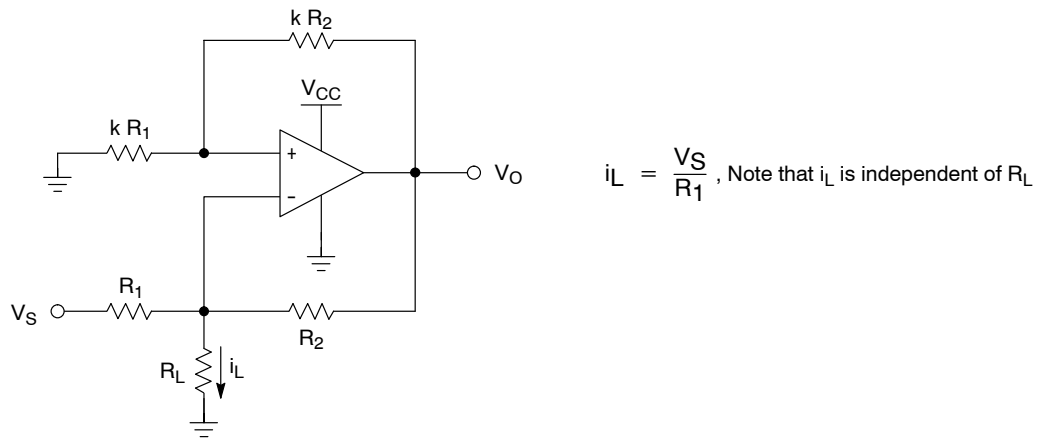 k R2
VCC
k R1
+
VO
−
iL = VS / R1 , Note that iL is independent of RL
R1
VS
R2
RL
iL